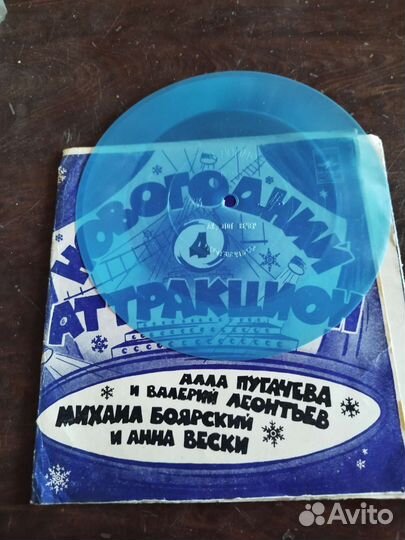 НОВОГОДНИЙ
4
АТТРАКЦИОН
АЛЛА ПУГАЧЕВА
И ВАЛЕРИЙ ЛЕОНТЬЕВ
МИХАИЛ БОЯРСКИЙ
И АННА ВЕСКИ
Avito